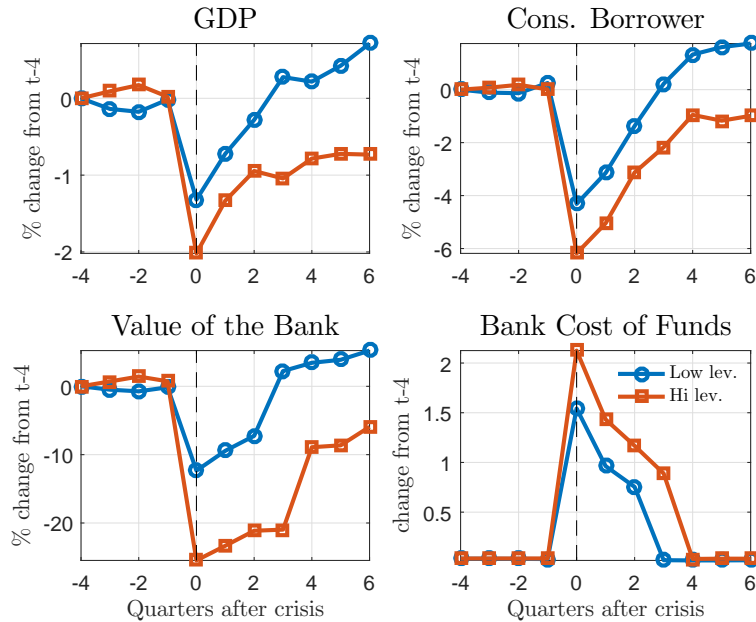 GDP
% change from t-4
0
-1
-2
-4 -2 0 2 4 6
Cons. Borrower
% change from t-4
0
-2
-4
-6
-4 -2 0 2 4 6
Value of the Bank
% change from t-4
0
-10
-20
-4 -2 0 2 4 6
Quarters after crisis
Bank Cost of Funds
change from t-4
2
1.5
1
0.5
Low lev.
Hi lev.
-4 -2 0 2 4 6
Quarters after crisis